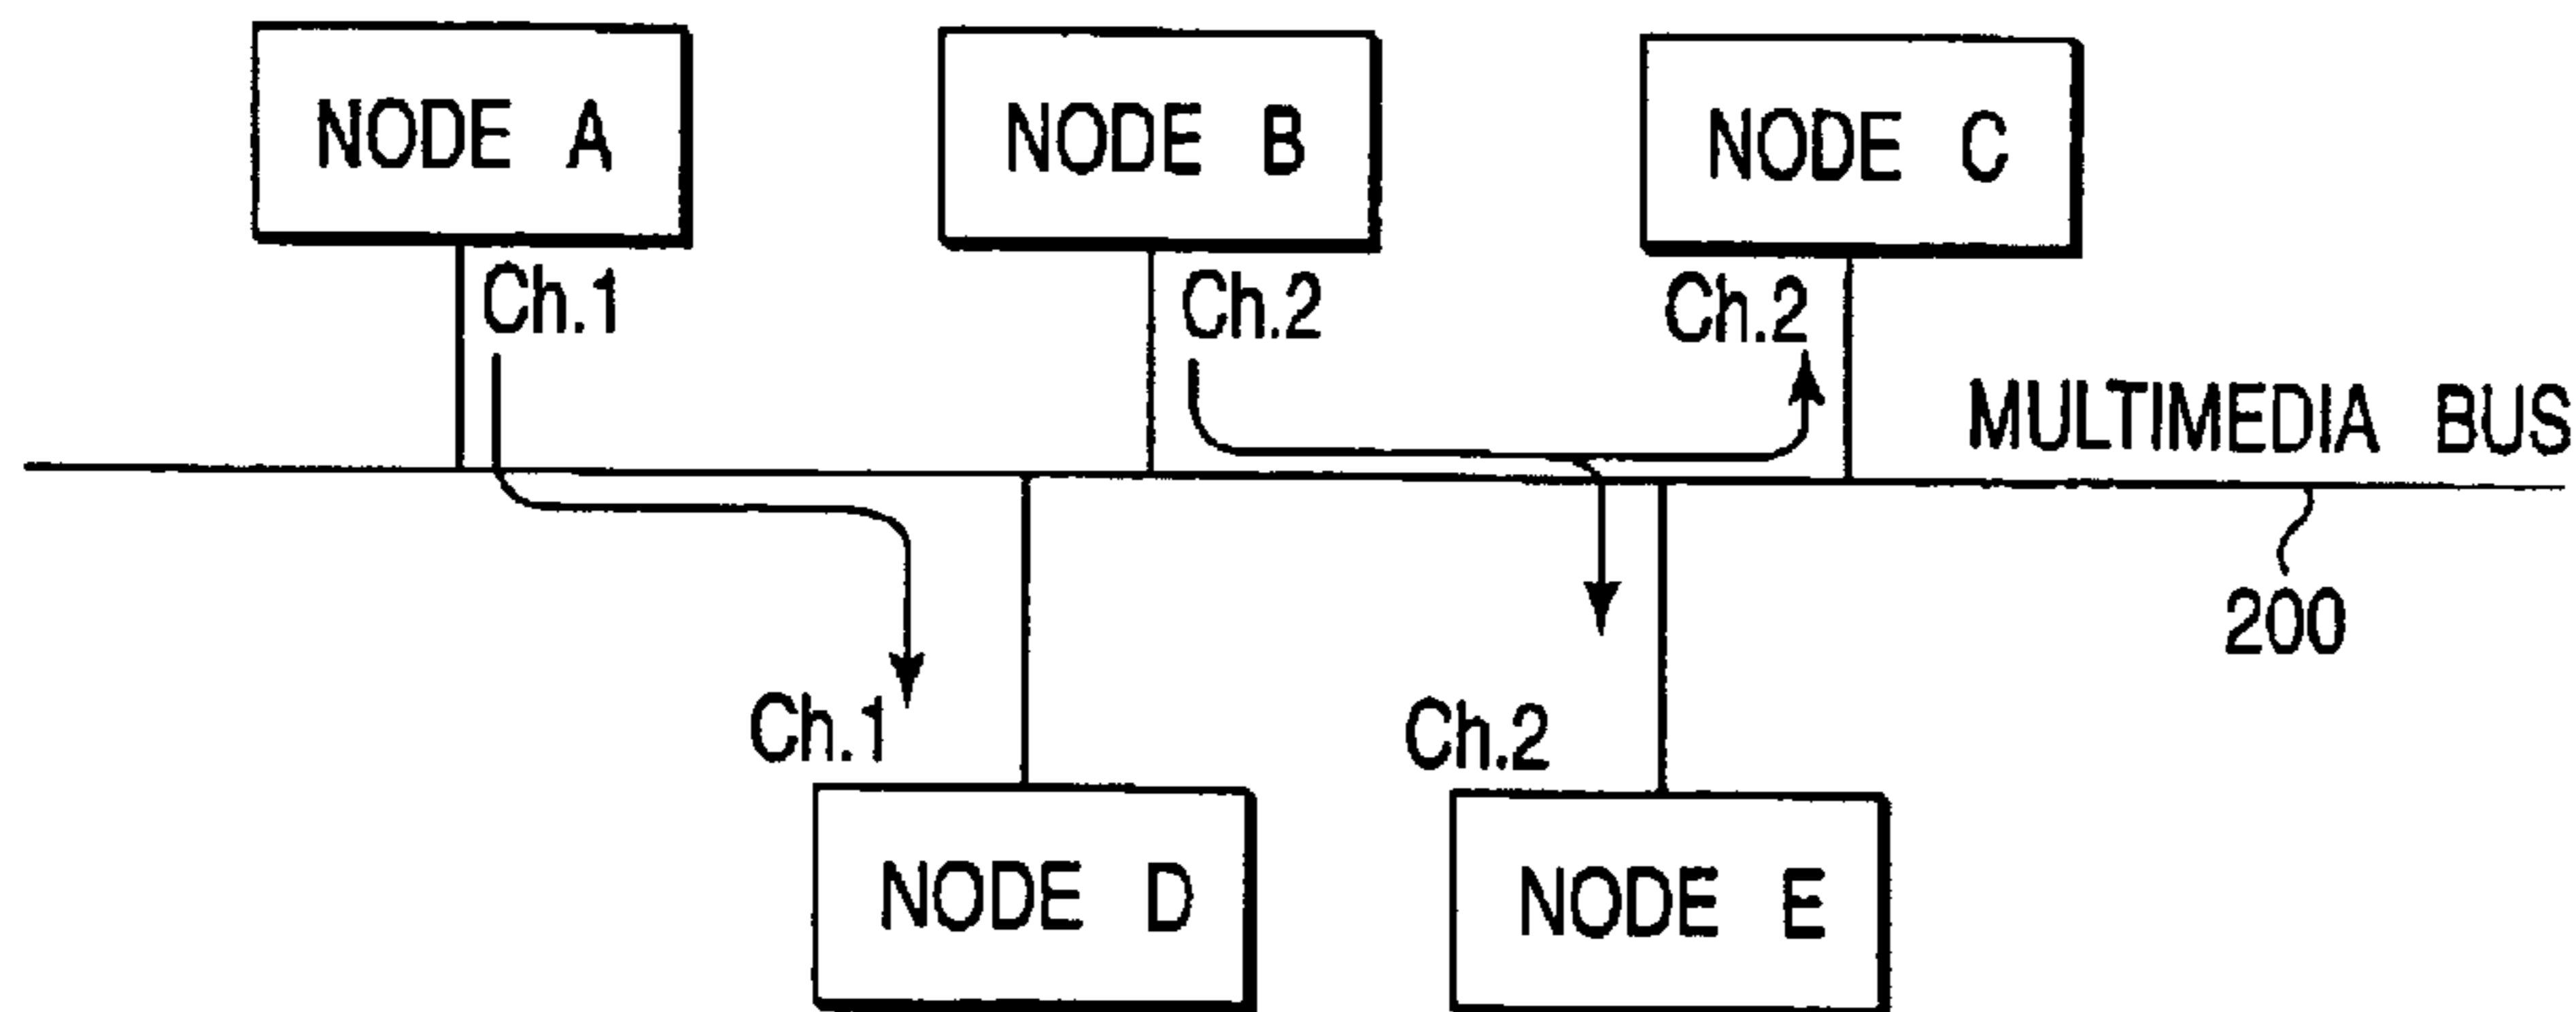 NODE A
NODE B
NODE C
Ch.1
Ch.2
Ch.2
MULTIMEDIA BUS
200
Ch.1
Ch.2
NODE D
NODE E